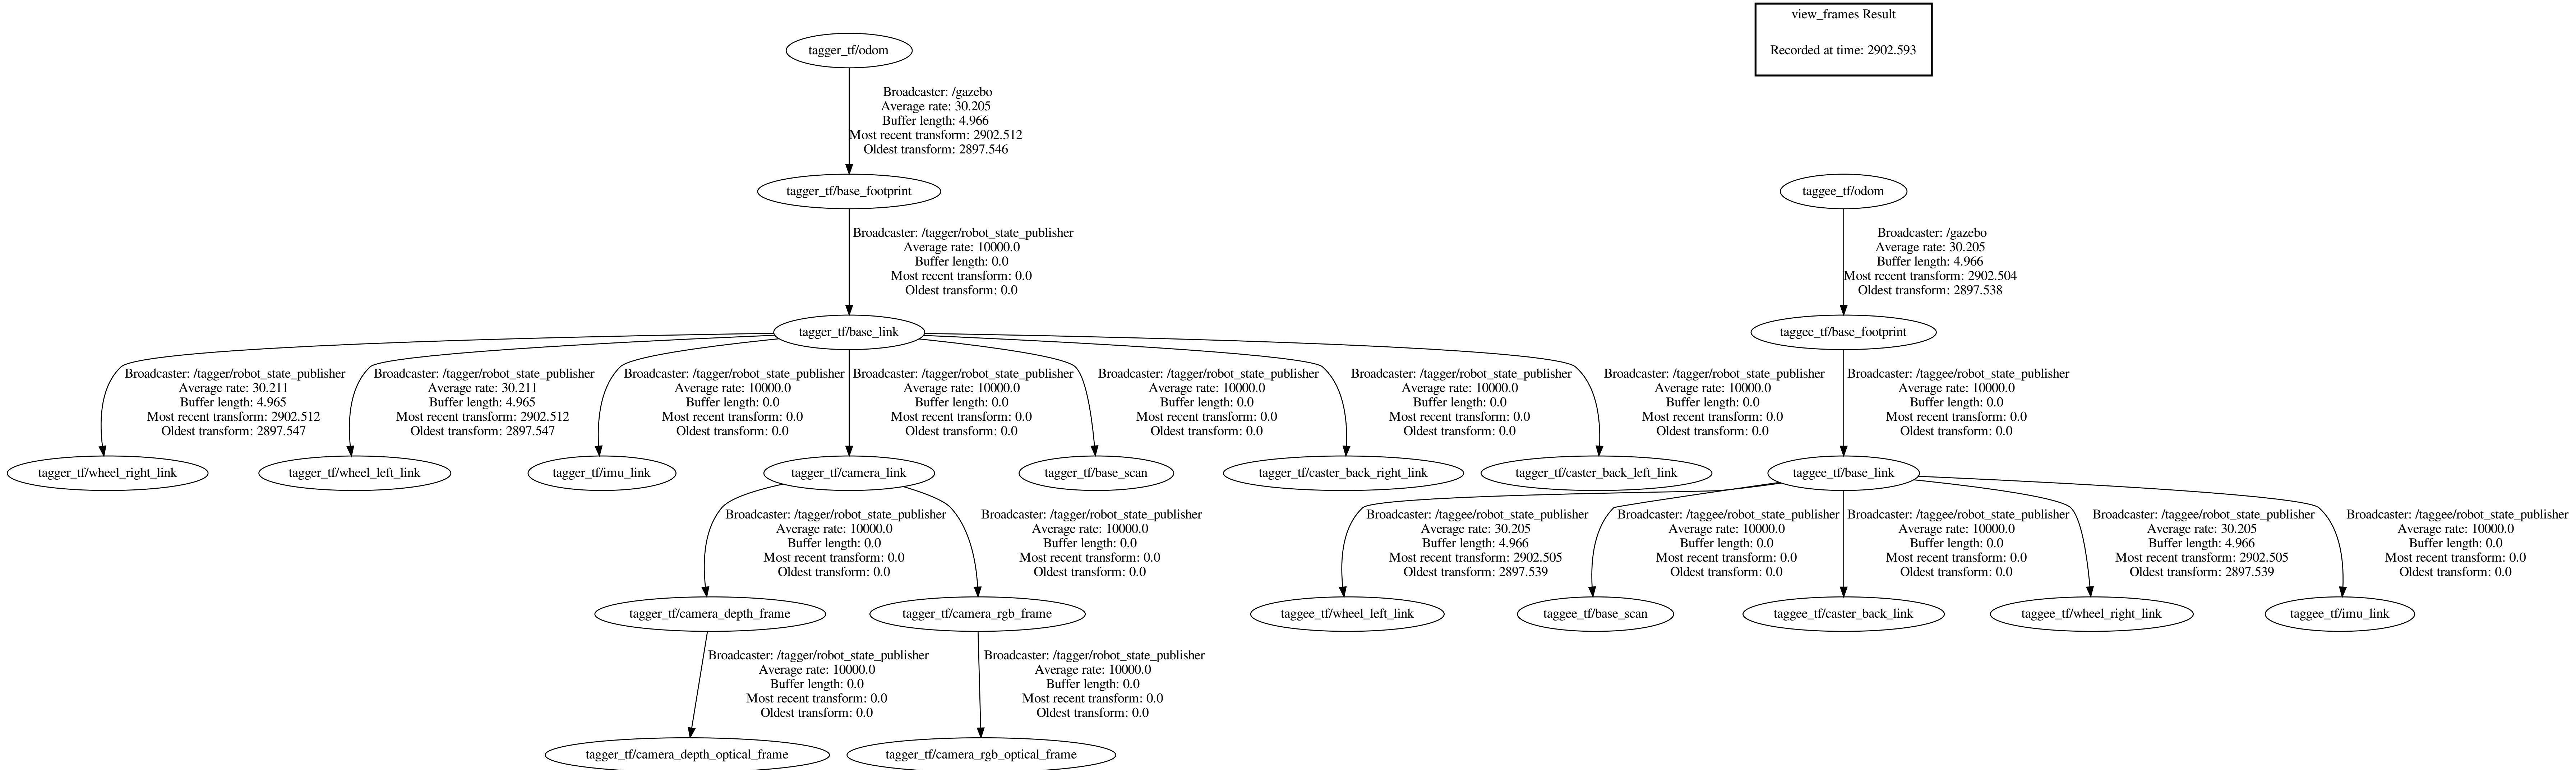 view_frames Result
Recorded at time: 2902.593
tagger_tf/odom
Broadcaster: /gazebo
Average rate: 30.205
Buffer length: 4.966
Most recent transform: 2902.512
Oldest transform: 2897.546
tagger_tf/base_footprint
taggee_tf/odom
Broadcaster: /tagger/robot_state_publisher
Average rate: 10000.0
Buffer length: 0.0
Most recent transform: 0.0
Oldest transform: 0.0
Broadcaster: /gazebo
Average rate: 30.205
Buffer length: 4.966
Most recent transform: 2902.504
Oldest transform: 2897.538
tagger_tf/base_link
taggee_tf/base_footprint
Broadcaster: /tagger/robot_state_publisher
Average rate: 30.211
Buffer length: 4.965
Most recent transform: 2902.512
Oldest transform: 2897.547
Broadcaster: /tagger/robot_state_publisher
Average rate: 30.211
Buffer length: 4.965
Most recent transform: 2902.512
Oldest transform: 2897.547
Broadcaster: /tagger/robot_state_publisher
Average rate: 10000.0
Buffer length: 0.0
Most recent transform: 0.0
Oldest transform: 0.0
Broadcaster: /tagger/robot_state_publisher
Average rate: 10000.0
Buffer length: 0.0
Most recent transform: 0.0
Oldest transform: 0.0
Broadcaster: /tagger/robot_state_publisher
Average rate: 10000.0
Buffer length: 0.0
Most recent transform: 0.0
Oldest transform: 0.0
Broadcaster: /tagger/robot_state_publisher
Average rate: 10000.0
Buffer length: 0.0
Most recent transform: 0.0
Oldest transform: 0.0
Broadcaster: /tagger/robot_state_publisher
Average rate: 10000.0
Buffer length: 0.0
Most recent transform: 0.0
Oldest transform: 0.0
Broadcaster: /taggee/robot_state_publisher
Average rate: 10000.0
Buffer length: 0.0
Most recent transform: 0.0
Oldest transform: 0.0
tagger_tf/wheel_right_link
tagger_tf/wheel_left_link
tagger_tf/imu_link
tagger_tf/camera_link
tagger_tf/base_scan
tagger_tf/caster_back_right_link
tagger_tf/caster_back_left_link
taggee_tf/base_link
Broadcaster: /tagger/robot_state_publisher
Average rate: 10000.0
Buffer length: 0.0
Most recent transform: 0.0
Oldest transform: 0.0
Broadcaster: /tagger/robot_state_publisher
Average rate: 10000.0
Buffer length: 0.0
Most recent transform: 0.0
Oldest transform: 0.0
Broadcaster: /taggee/robot_state_publisher
Average rate: 30.205
Buffer length: 4.966
Most recent transform: 2902.505
Oldest transform: 2897.539
Broadcaster: /taggee/robot_state_publisher
Average rate: 10000.0
Buffer length: 0.0
Most recent transform: 0.0
Oldest transform: 0.0
Broadcaster: /taggee/robot_state_publisher
Average rate: 10000.0
Buffer length: 0.0
Most recent transform: 0.0
Oldest transform: 0.0
Broadcaster: /taggee/robot_state_publisher
Average rate: 30.205
Buffer length: 4.966
Most recent transform: 2902.505
Oldest transform: 2897.539
Broadcaster: /taggee/robot_state_publisher
Average rate: 10000.0
Buffer length: 0.0
Most recent transform: 0.0
Oldest transform: 0.0
tagger_tf/camera_depth_frame
tagger_tf/camera_rgb_frame
taggee_tf/wheel_left_link
taggee_tf/base_scan
taggee_tf/caster_back_link
taggee_tf/wheel_right_link
taggee_tf/imu_link
Broadcaster: /tagger/robot_state_publisher
Average rate: 10000.0
Buffer length: 0.0
Most recent transform: 0.0
Oldest transform: 0.0
Broadcaster: /tagger/robot_state_publisher
Average rate: 10000.0
Buffer length: 0.0
Most recent transform: 0.0
Oldest transform: 0.0
tagger_tf/camera_depth_optical_frame
tagger_tf/camera_rgb_optical_frame